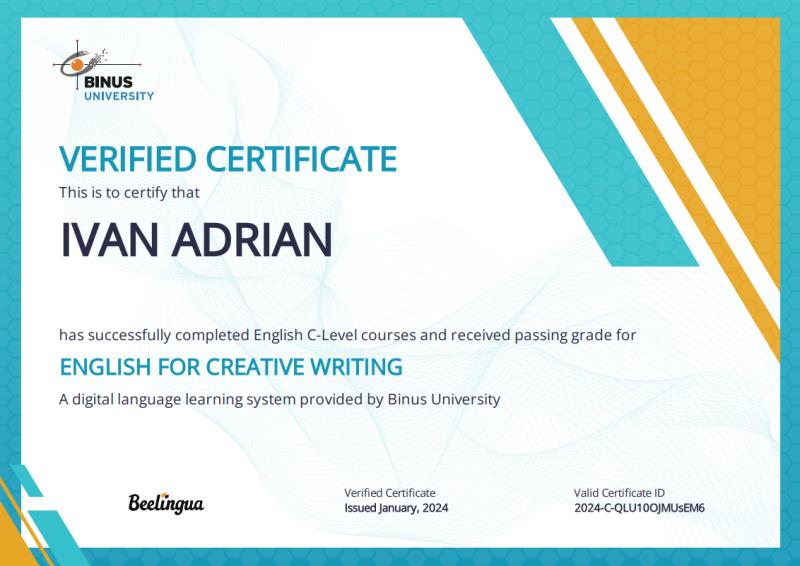 BINUS
UNIVERSITY
VERIFIED CERTIFICATE
This is to certify that
IVAN ADRIAN
has successfully completed English C-Level courses and received passing grade for
ENGLISH FOR CREATIVE WRITING
A digital language learning system provided by Binus University
Beelingua
Verified Certificate
Issued January, 2024
Valid Certificate ID
2024-C-QLU10OJMUsEM6